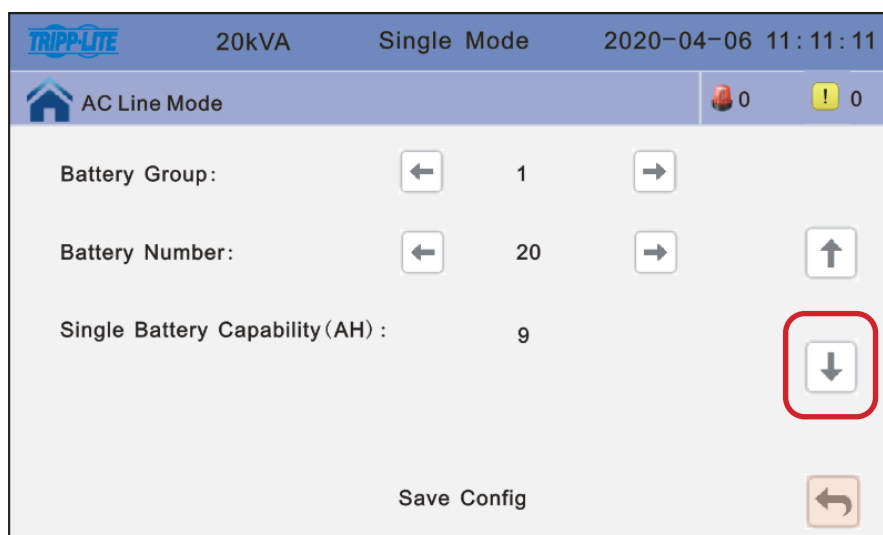 TRIPP-LITE 20kVA Single Mode 2020-04-06 11:11:11
AC Line Mode 0 ! 0
Battery Group: 1
Battery Number: 20
Single Battery Capability(AH): 9
Save Config